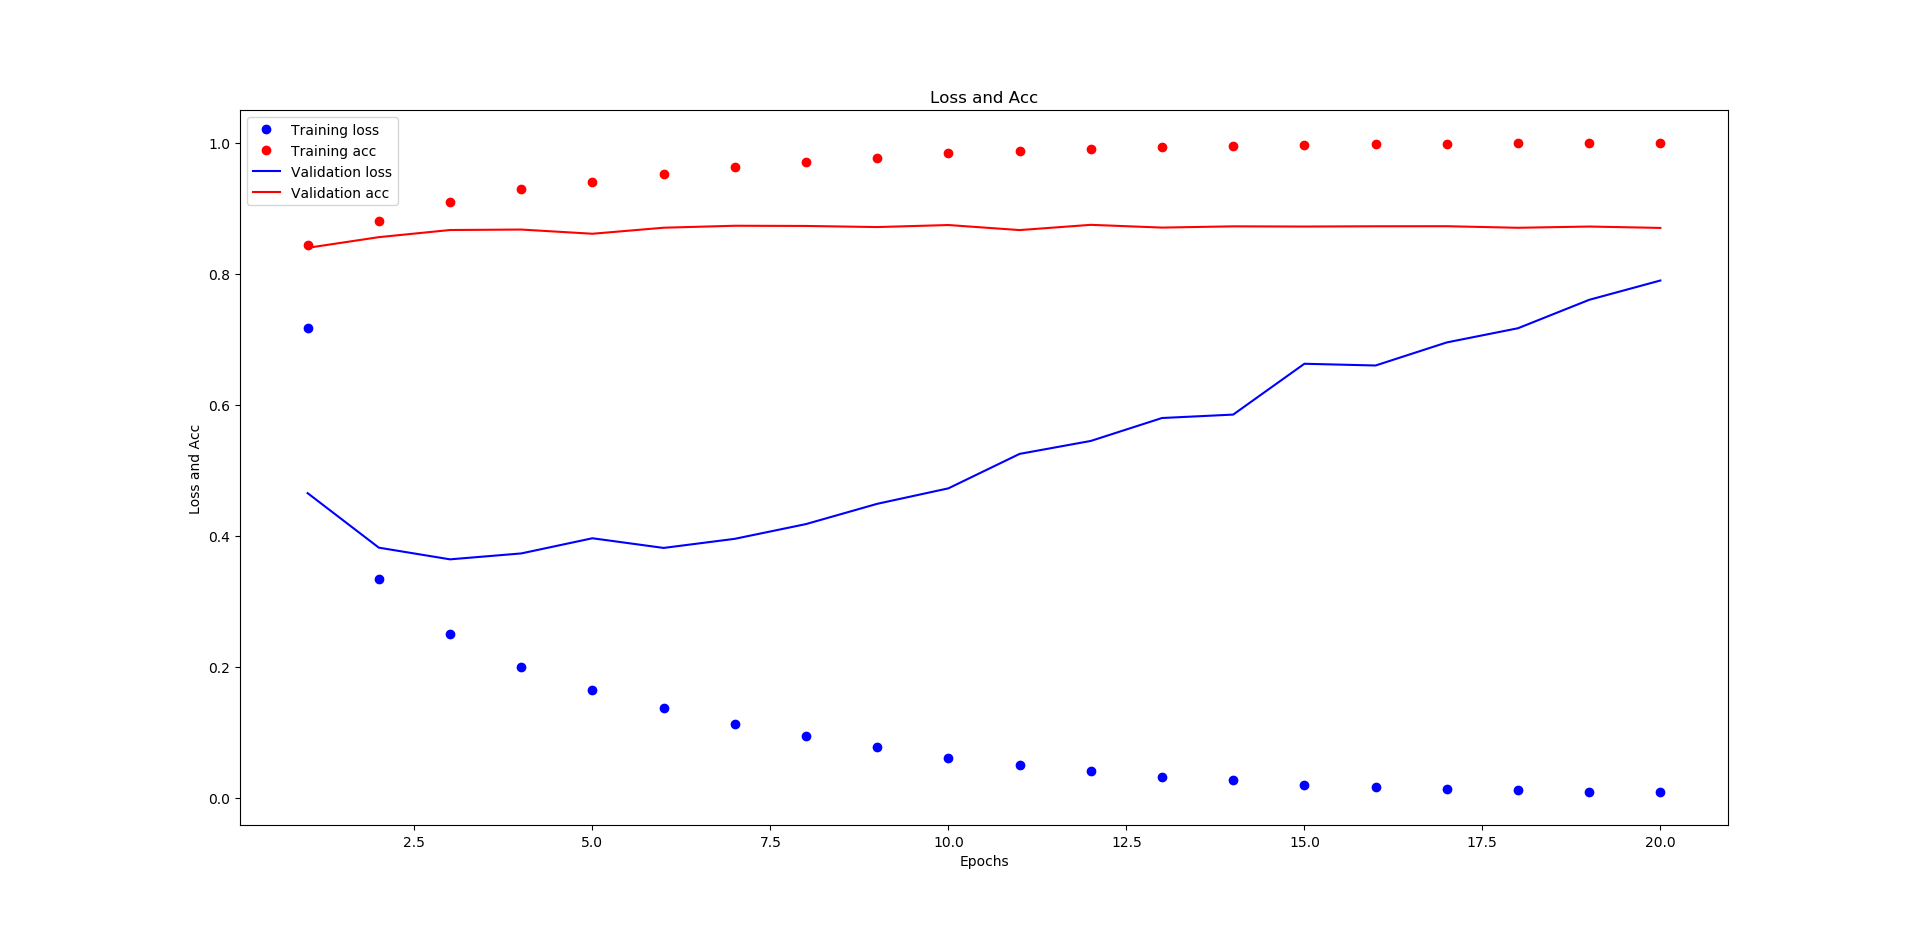 Loss and Acc
Training loss
Training acc
Validation loss
Validation acc
1.0
0.8
0.6
0.4
0.2
0.0
Loss and Acc
2.5 5.0 7.5 10.0 12.5 15.0 17.5 20.0
Epochs